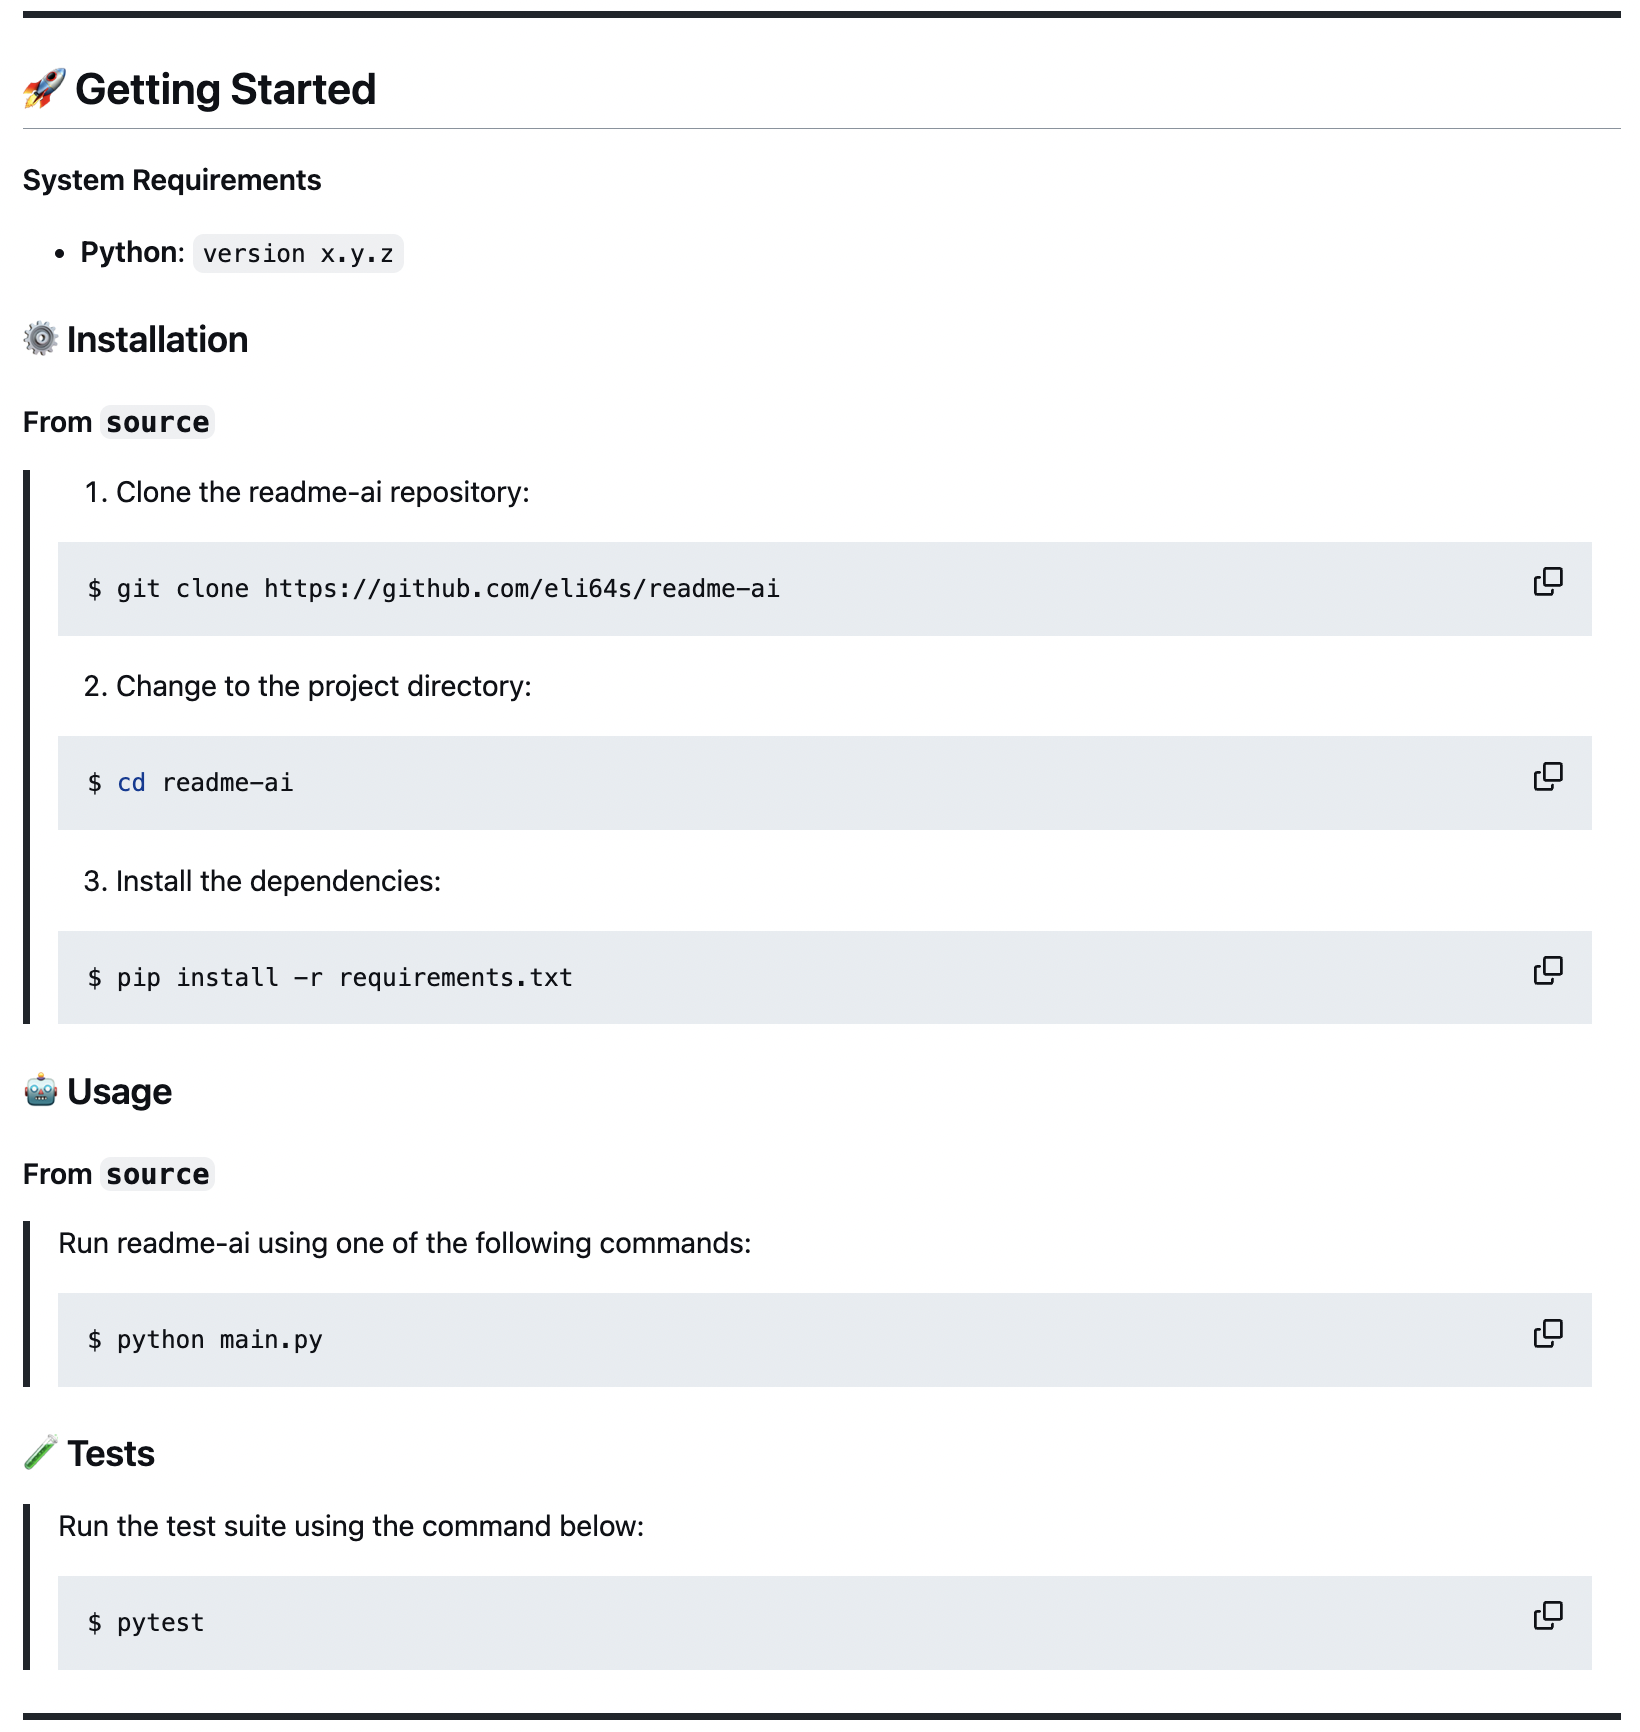 🚀 Getting Started
System Requirements
• Python: version x.y.z
⚙️ Installation
From source
1. Clone the readme-ai repository:
$ git clone https://github.com/eli64s/readme-ai
2. Change to the project directory:
$ cd readme-ai
3. Install the dependencies:
$ pip install -r requirements.txt
🤖 Usage
From source
Run readme-ai using one of the following commands:
$ python main.py
🧪 Tests
Run the test suite using the command below:
$ pytest